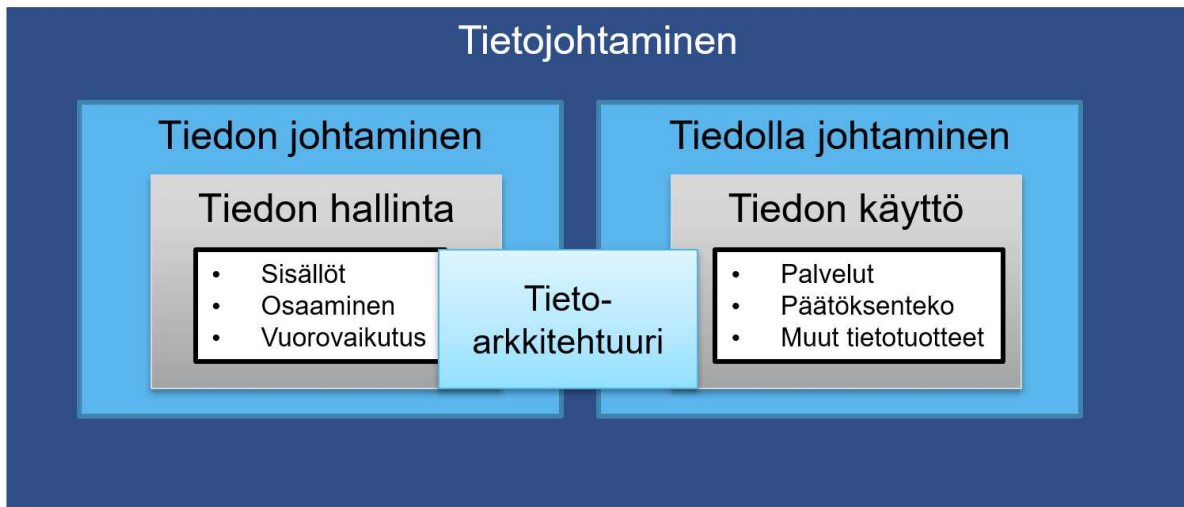 Tietojohtaminen
Tiedon johtaminen
Tiedon hallinta
• Sisällöt
• Osaaminen
• Vuorovaikutus
Tieto-
arkkitehtuuri
Tiedolla johtaminen
Tiedon käyttö
• Palvelut
• Päätöksenteko
• Muut tietotuotteet